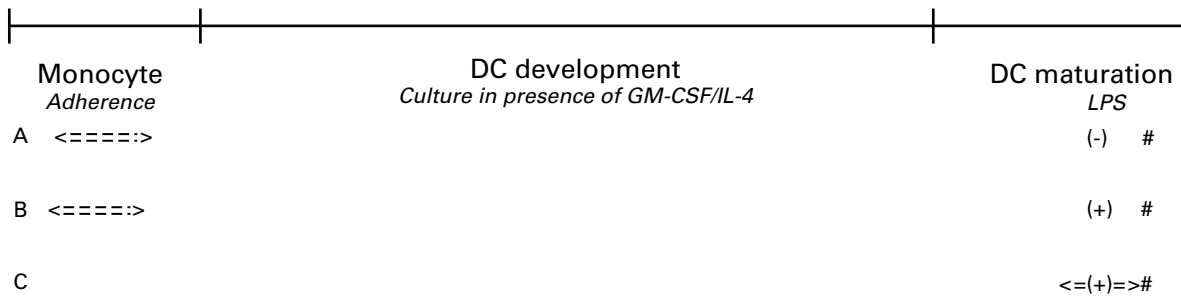 Monocyte DC development DC maturation
Adherence Culture in presence of GM-CSF/IL-4 LPS
A <====:> (-) #
B <====:> (+) #
C <=(+)=>#